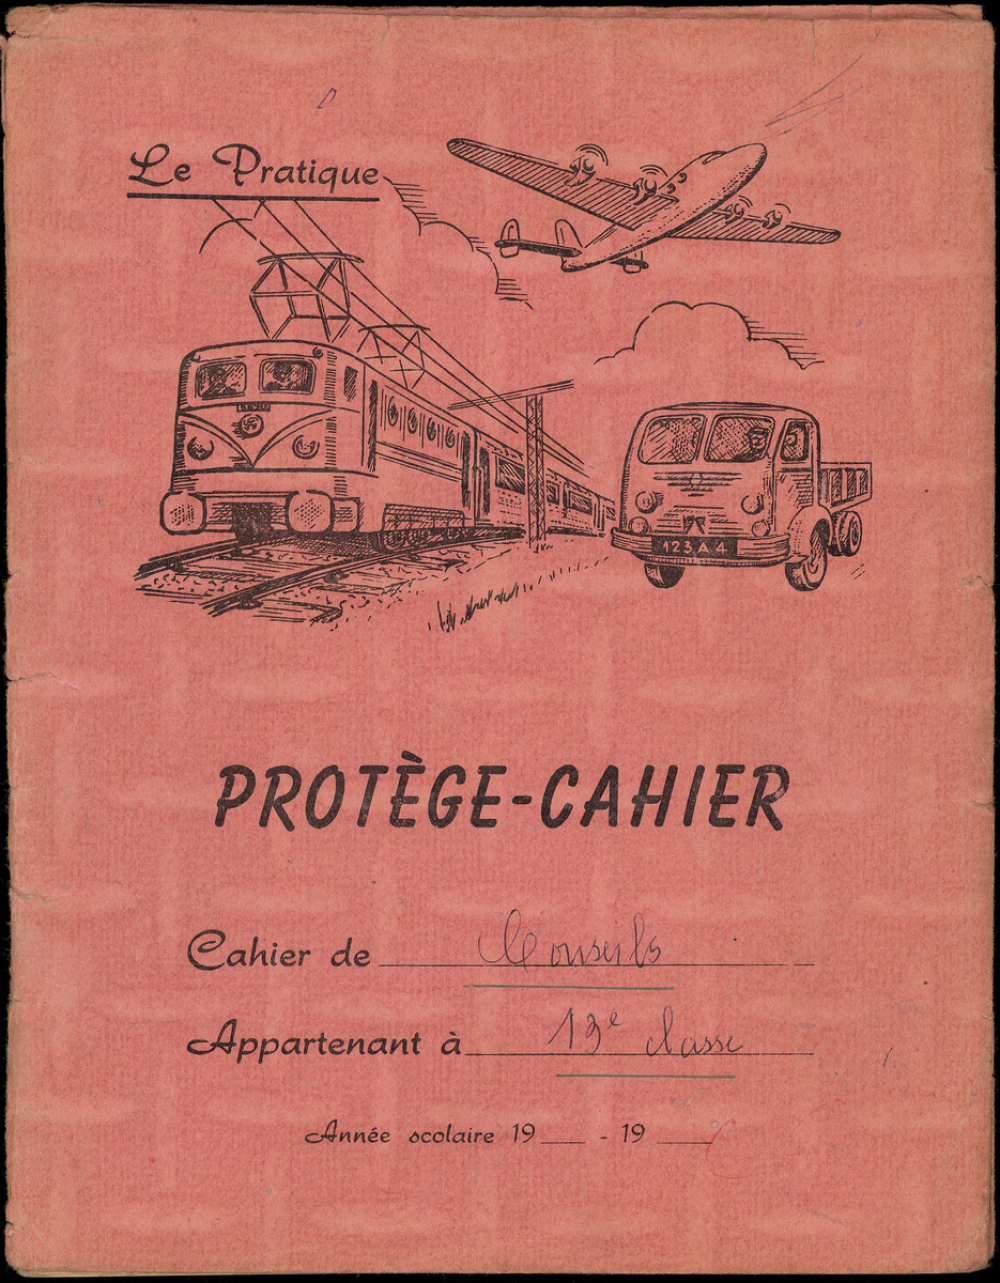 Le Pratique
123 A 4
PROTÈGE-CAHIER
Cahier de Conseils
Appartenant à 13e classe
Année scolaire 19 - 19